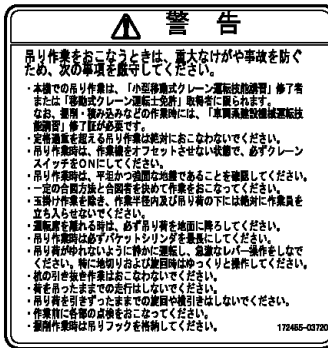 警告
吊り作業をおこなうときは、重大なけがや事故を防ぐ
ため、次の事項を厳守してください。
・本機での吊り作業は、「小型移動式クレーン運転技能講習」修了者
または「移動式クレーン運転士免許」取得者に限られます。
なお、掘削・積み込みなどの作業時には、「車両系建設機械運転技
能講習」修了証が必要です。
・定格過重を超える吊り作業は絶対におこなわないでください。
・吊り作業時は、作業機をオフセットさせない状態で、必ずクレーン
スイッチをONにしてください。
・吊り作業時は、平坦かつ強固な地盤であることを確認してください。
・一定の合図方法と合図者を決めて作業をおこなってください。
・玉掛け作業を除き、作業半径内及び吊り荷の下には絶対に作業員を
立ち入らせないでください。
・運転席を離れる時は、必ず吊り荷を地面に降ろしてください。
・吊り作業時は必ずバケットシリンダを最長にしてください。
・吊り荷がゆれないように静かに運転し、急激なレバー操作をしなで
ください。特に地切りおよび旋回時はゆっくりと操作してください。
・杭の引き抜き作業はおこなわないでください。
・荷を吊ったままでの走行はしないでください。
・吊り荷を引きずったままでの旋回や横引きはしないでください。
・作業前に各部の点検をおこなってください。
・掘削作業時は吊りフックを格納してください。
172465-03720